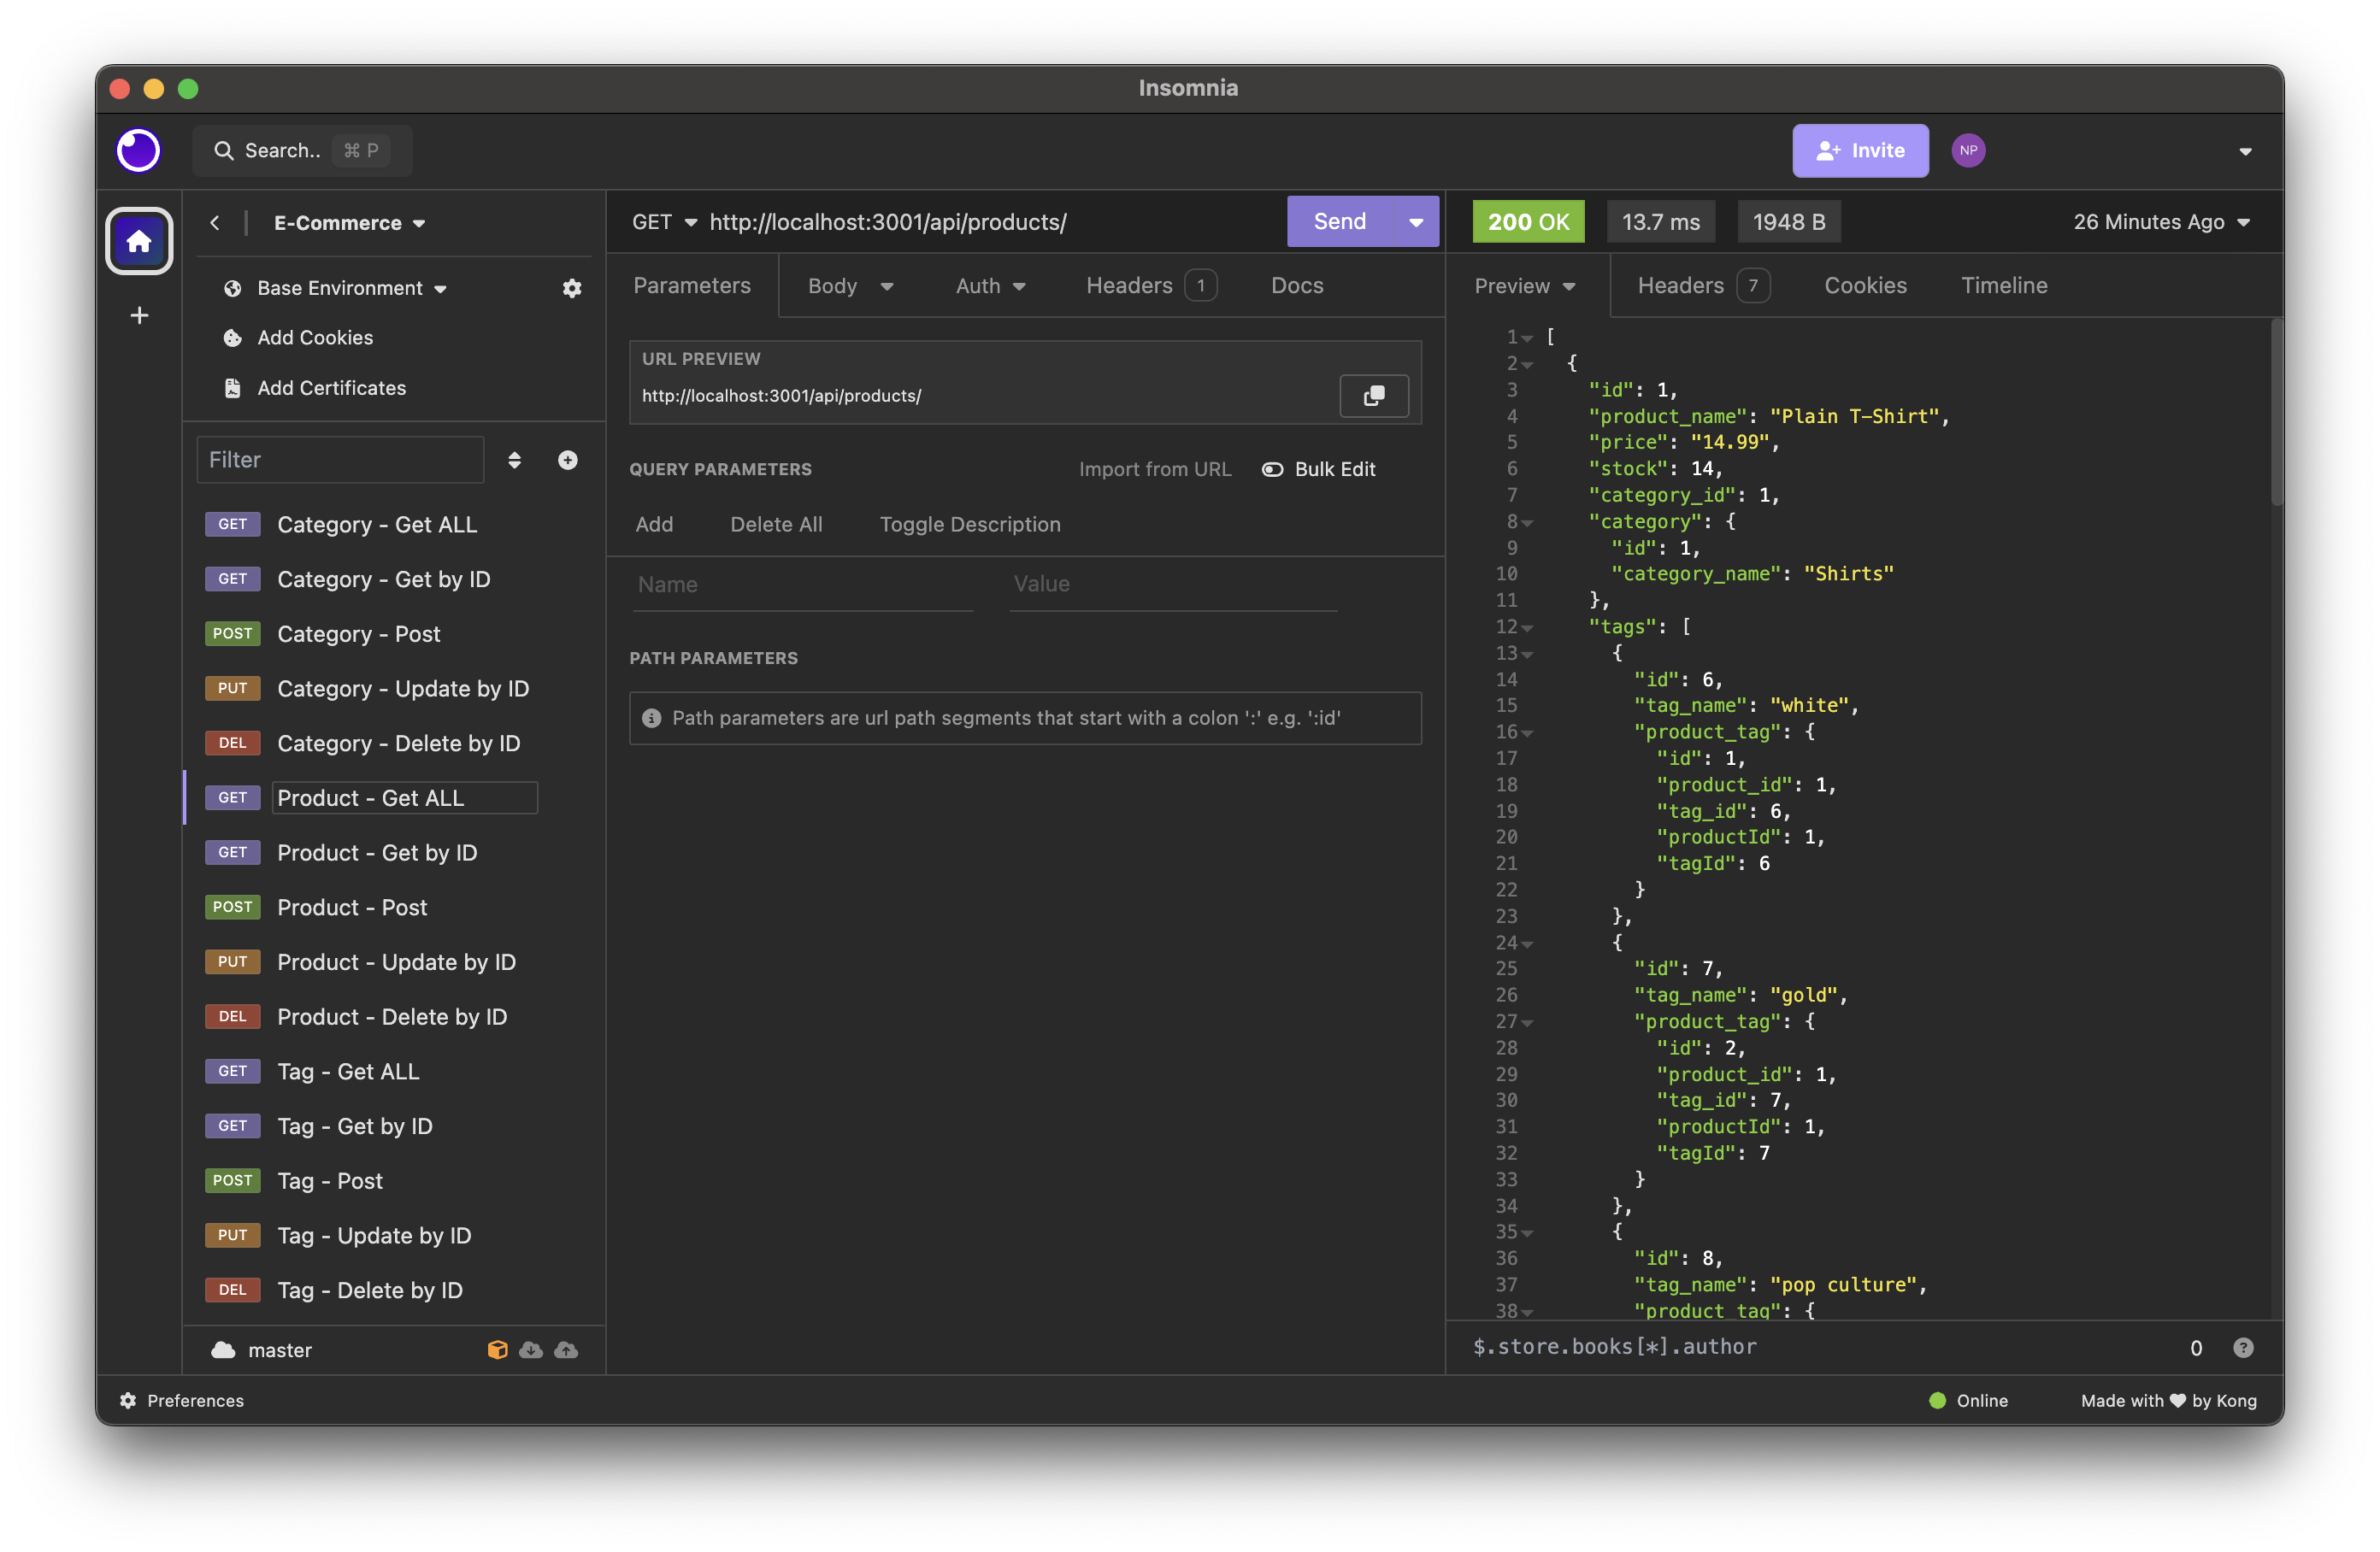 Insomnia
Search.. ⌘ P
Invite
NP
E-Commerce
Base Environment
Add Cookies
Add Certificates
Filter
GET Category - Get ALL
GET Category - Get by ID
POST Category - Post
PUT Category - Update by ID
DEL Category - Delete by ID
GET Product - Get ALL
GET Product - Get by ID
POST Product - Post
PUT Product - Update by ID
DEL Product - Delete by ID
GET Tag - Get ALL
GET Tag - Get by ID
POST Tag - Post
PUT Tag - Update by ID
DEL Tag - Delete by ID
master
GET http://localhost:3001/api/products/ Send
Parameters Body Auth Headers 1 Docs
URL PREVIEW
http://localhost:3001/api/products/
QUERY PARAMETERS Import from URL Bulk Edit
Add Delete All Toggle Description
Name Value
PATH PARAMETERS
Path parameters are url path segments that start with a colon ':' e.g. ':id'
200 OK 13.7 ms 1948 B 26 Minutes Ago
Preview Headers 7 Cookies Timeline
1 [
2 {
3 "id": 1,
4 "product_name": "Plain T-Shirt",
5 "price": "14.99",
6 "stock": 14,
7 "category_id": 1,
8 "category": {
9 "id": 1,
10 "category_name": "Shirts"
11 },
12 "tags": [
13 {
14 "id": 6,
15 "tag_name": "white",
16 "product_tag": {
17 "id": 1,
18 "product_id": 1,
19 "tag_id": 6,
20 "productId": 1,
21 "tagId": 6
22 }
23 },
24 {
25 "id": 7,
26 "tag_name": "gold",
27 "product_tag": {
28 "id": 2,
29 "product_id": 1,
30 "tag_id": 7,
31 "productId": 1,
32 "tagId": 7
33 }
34 },
35 {
36 "id": 8,
37 "tag_name": "pop culture",
38 "product_tag": {
$.store.books[*].author 0 ?
Preferences
Online
Made with ♥ by Kong